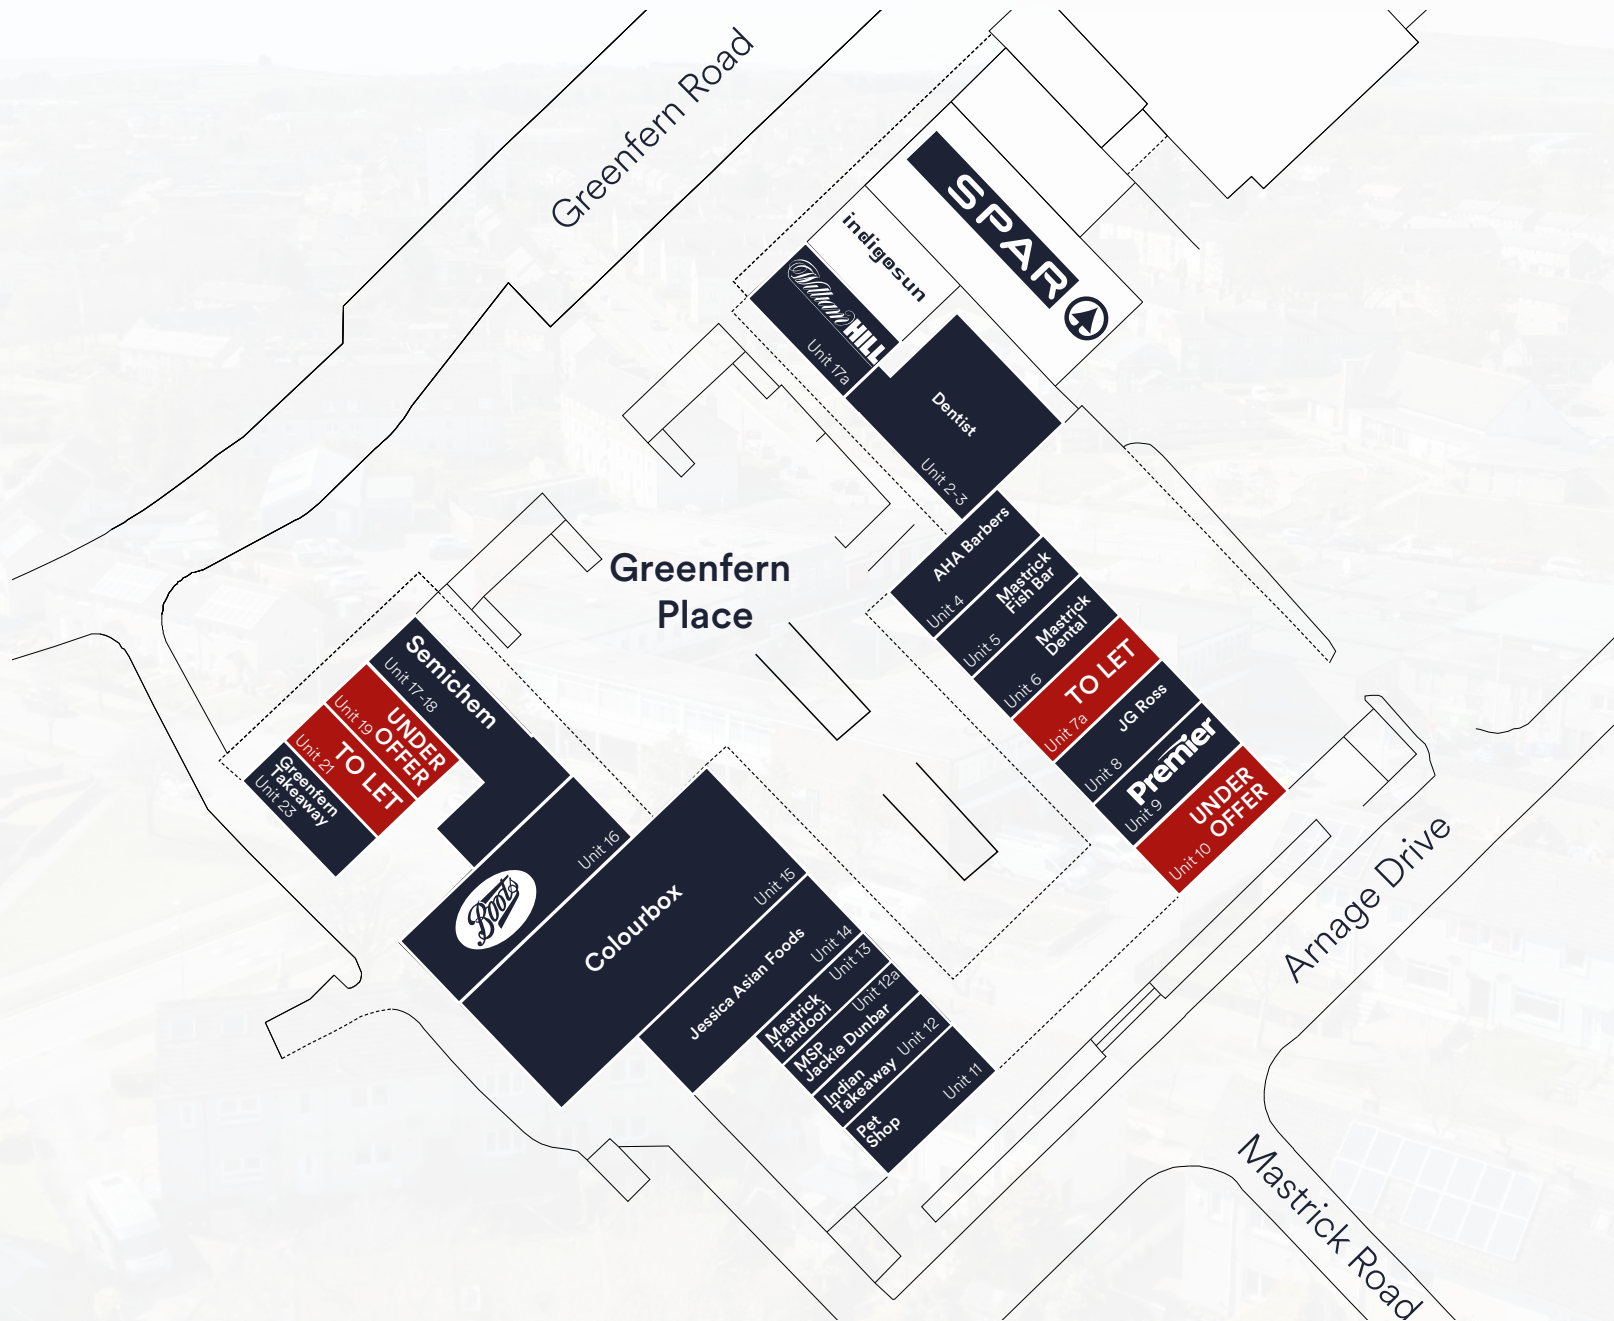 Greenfern Road
SPAR
indigosun
William HILL
Unit 17a
Dentist
Unit 2-3
Greenfern
Place
AHA Barbers
Unit 4
Mastrick
Fish Bar
Unit 5
Mastrick
Dental
Unit 6
TO LET
Unit 7a
JG Ross
Unit 8
Premier
Unit 9
UNDER
OFFER
Unit 10
Semichem
Unit 17-18
UNDER
OFFER
Unit 19
TO LET
Unit 21
Greenfern
Takeaway
Unit 23
Boots
Unit 16
Colourbox
Unit 15
Jessica Asian Foods
Unit 14
Mastrick
Tandoori
Unit 13
MSP
Jackie Dunbar
Unit 12a
Indian
Takeaway
Unit 12
Pet
Shop
Unit 11
Arnage Drive
Mastrick Road